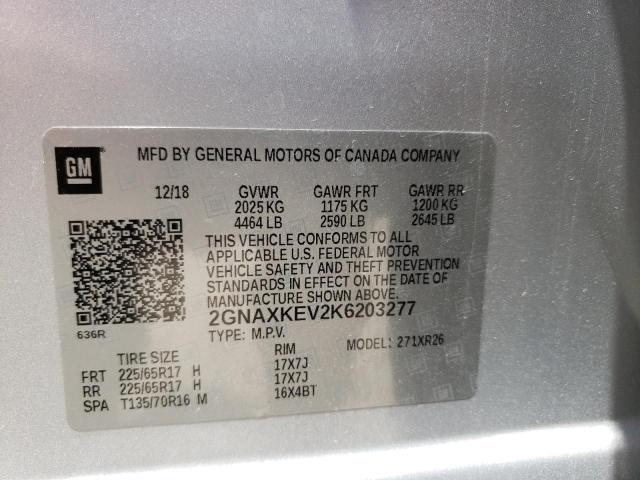 GM
MFD BY GENERAL MOTORS OF CANADA COMPANY
12/18 GVWR GAWR FRT GAWR RR
2025 KG 1175 KG 1200 KG
4464 LB 2590 LB 2645 LB
THIS VEHICLE CONFORMS TO ALL
APPLICABLE U.S. FEDERAL MOTOR
VEHICLE SAFETY AND THEFT PREVENTION
STANDARDS IN EFFECT ON THE DATE OF
MANUFACTURE SHOWN ABOVE.
2GNAXKEV2K6203277
636R
TYPE: M.P.V. MODEL: 271XR26
TIRE SIZE RIM
FRT 225/65R17 H 17X7J
RR 225/65R17 H 17X7J
SPA T135/70R16 M 16X4BT